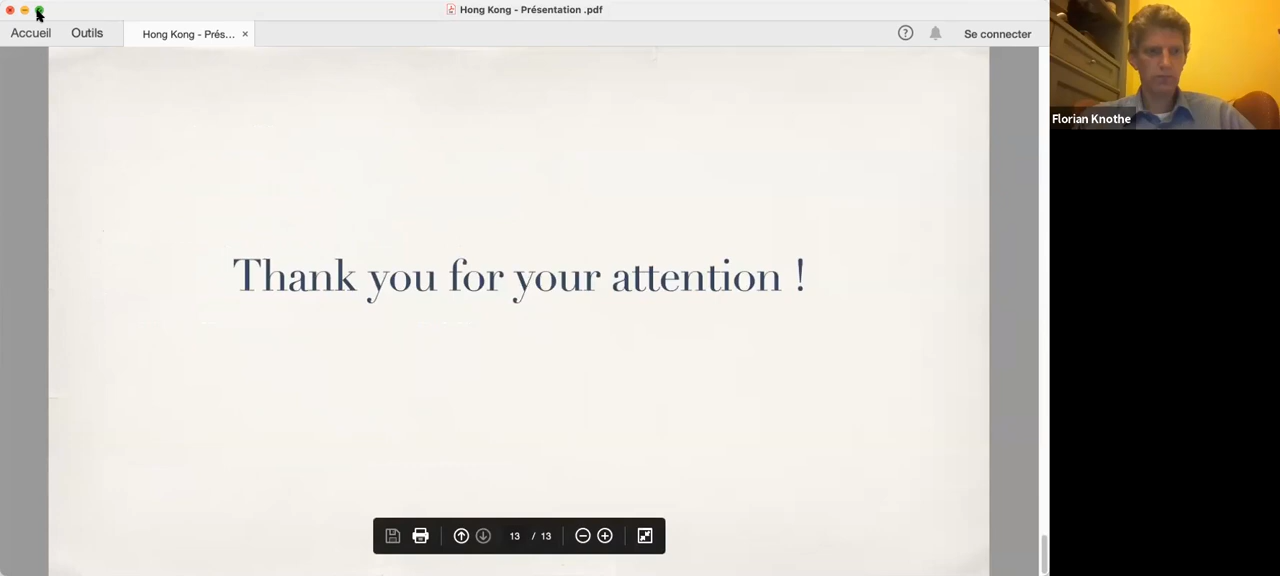 Hong Kong - Présentation .pdf
Accueil
Outils
Hong Kong - Prés...
Se connecter
Florian Knothe
Thank you for your attention !
13 / 13